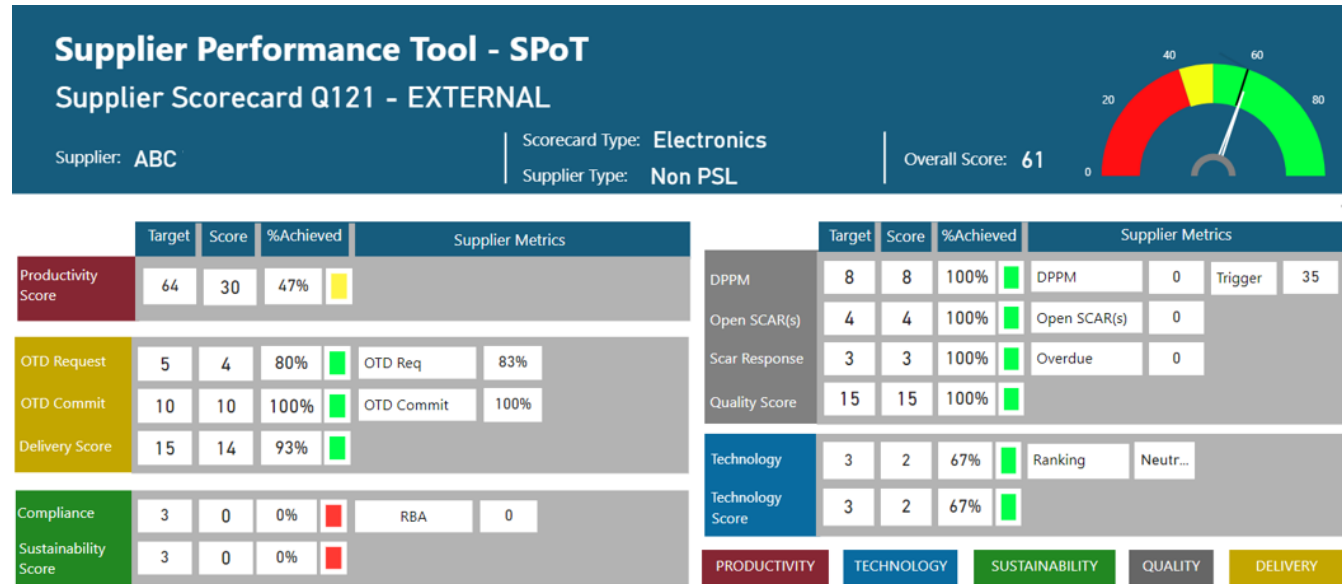 Supplier Performance Tool - SPoT
Supplier Scorecard Q121 - EXTERNAL
Supplier: ABC
Scorecard Type: Electronics
Supplier Type: Non PSL
Overall Score: 61
0 20 40 60 80
Target Score %Achieved Supplier Metrics
Productivity Score 64 30 47%
OTD Request 5 4 80% OTD Req 83%
OTD Commit 10 10 100% OTD Commit 100%
Delivery Score 15 14 93%
Compliance 3 0 0% RBA 0
Sustainability Score 3 0 0%
Target Score %Achieved Supplier Metrics
DPPM 8 8 100% DPPM 0 Trigger 35
Open SCAR(s) 4 4 100% Open SCAR(s) 0
Scar Response 3 3 100% Overdue 0
Quality Score 15 15 100%
Technology 3 2 67% Ranking Neutr...
Technology Score 3 2 67%
PRODUCTIVITY TECHNOLOGY SUSTAINABILITY QUALITY DELIVERY